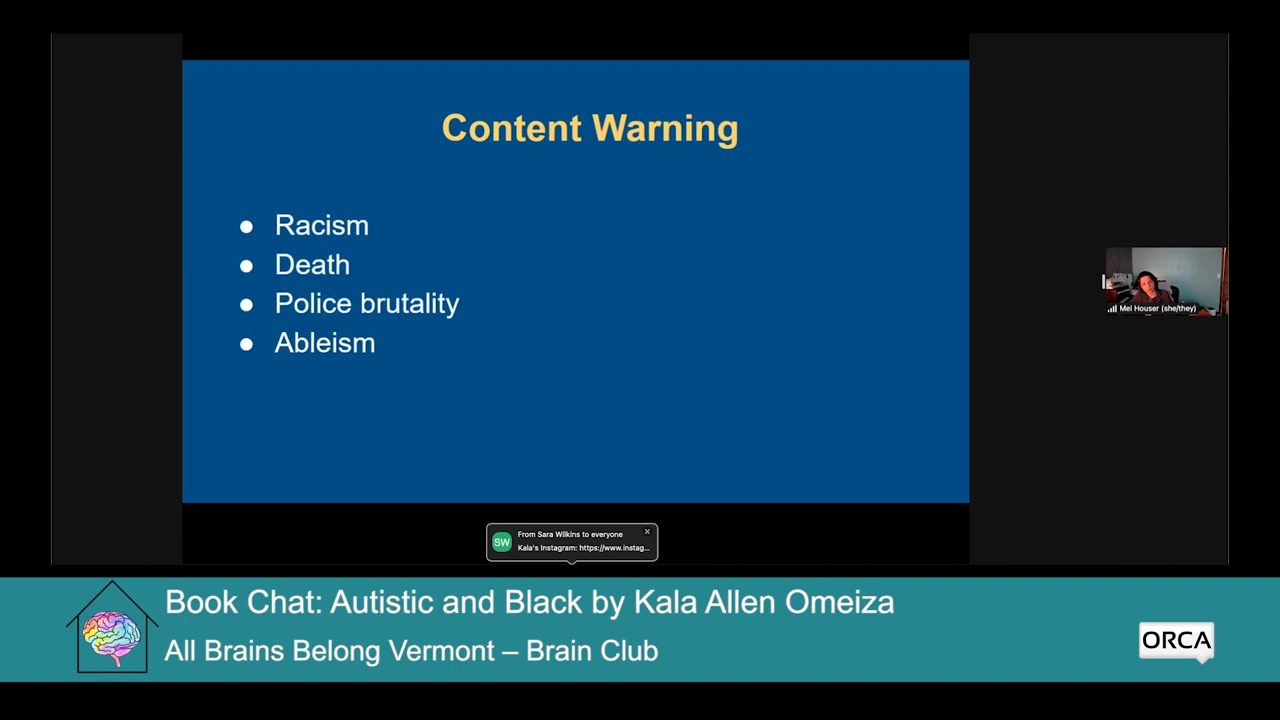 Content Warning
● Racism
● Death
● Police brutality
● Ableism
Mel Houser (she/they)
SW
From Sara Wilkins to everyone
Kala's Instagram: https://www.instag...
Book Chat: Autistic and Black by Kala Allen Omeiza
All Brains Belong Vermont – Brain Club
ORCA